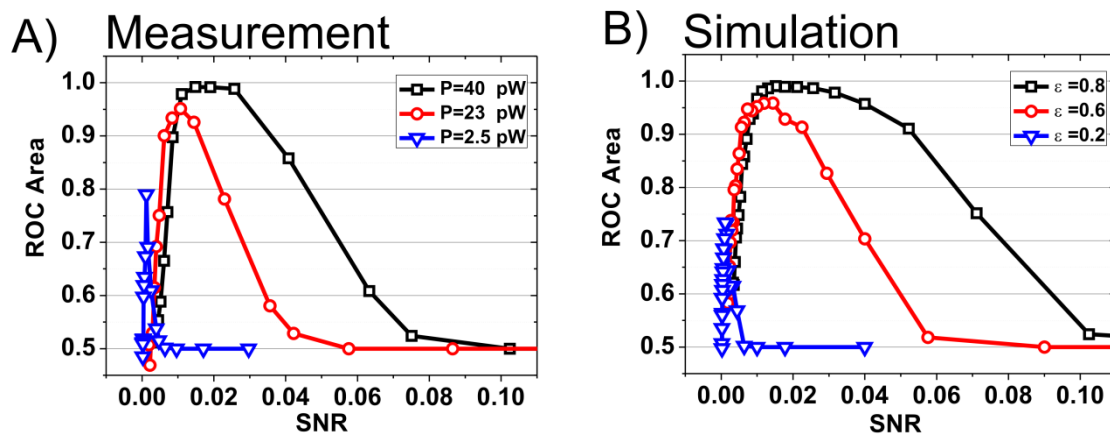 A) Measurement
ROC Area
1.0
0.9
0.8
0.7
0.6
0.5
P=40 pW
P=23 pW
P=2.5 pW
0.00 0.02 0.04 0.06 0.08 0.10
SNR
B) Simulation
ROC Area
1.0
0.9
0.8
0.7
0.6
0.5
ε =0.8
ε =0.6
ε =0.2
0.00 0.02 0.04 0.06 0.08 0.10
SNR